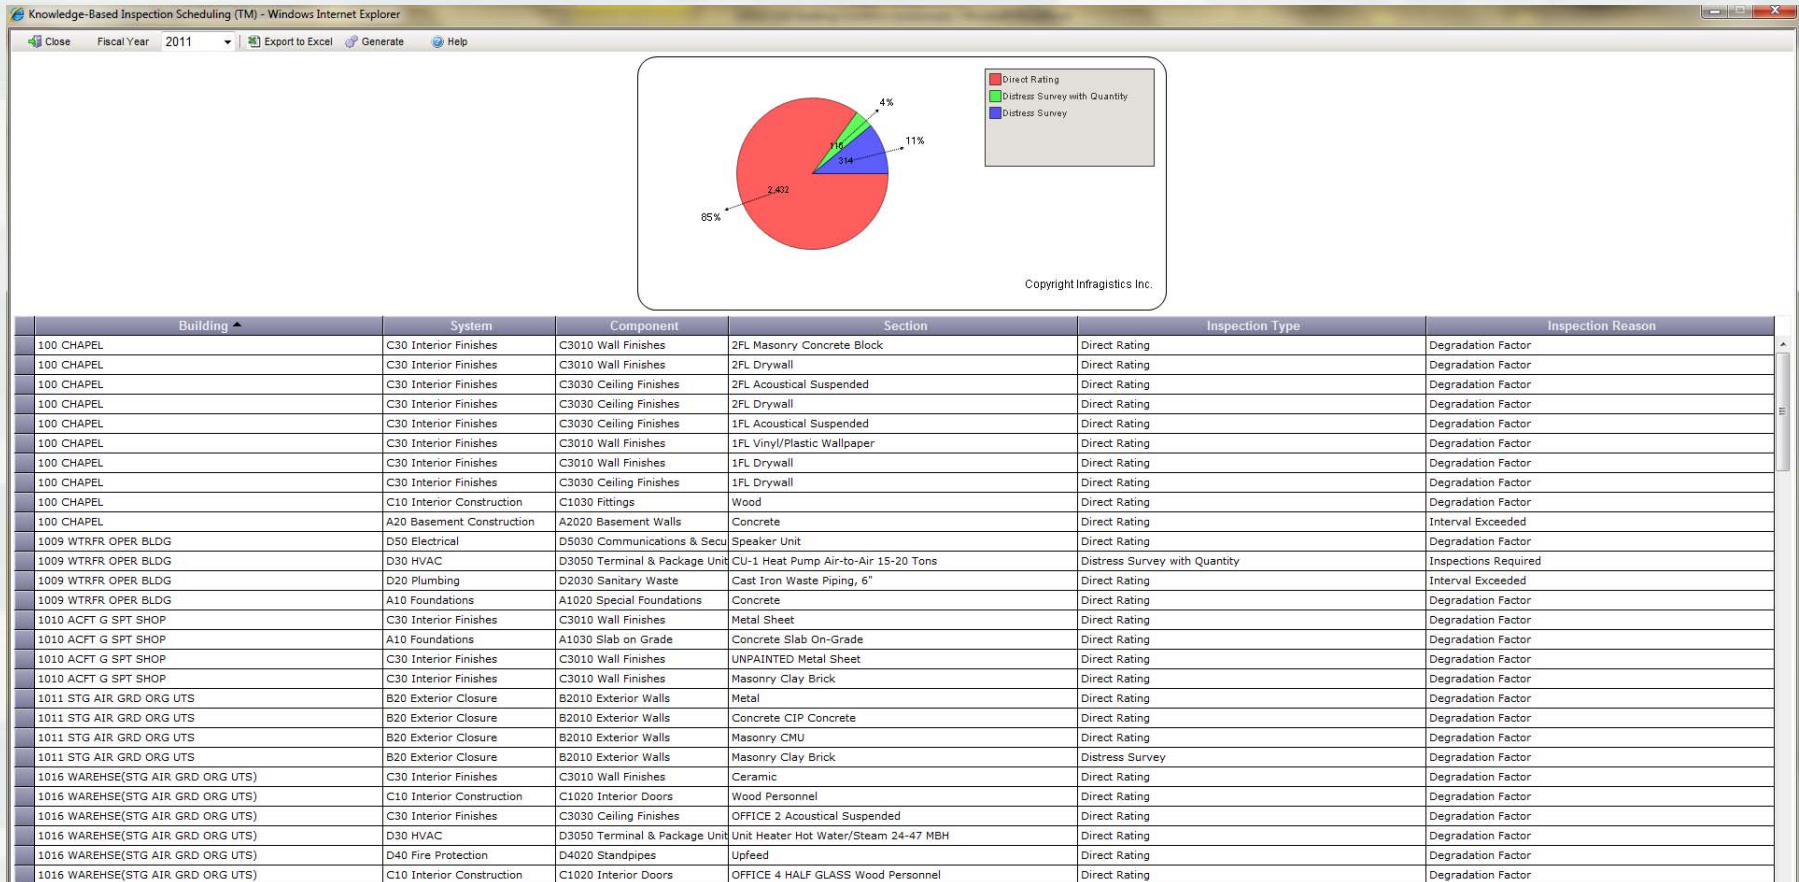 Knowledge-Based Inspection Scheduling (TM) - Windows Internet Explorer
Close Fiscal Year 2011 Export to Excel Generate Help
Direct Rating
Distress Survey with Quantity
Distress Survey
4%
11%
116
314
2,432
85%
Copyright Infragistics Inc.
Building System Component Section Inspection Type Inspection Reason
100 CHAPEL C30 Interior Finishes C3010 Wall Finishes 2FL Masonry Concrete Block Direct Rating Degradation Factor
100 CHAPEL C30 Interior Finishes C3010 Wall Finishes 2FL Drywall Direct Rating Degradation Factor
100 CHAPEL C30 Interior Finishes C3030 Ceiling Finishes 2FL Acoustical Suspended Direct Rating Degradation Factor
100 CHAPEL C30 Interior Finishes C3030 Ceiling Finishes 2FL Drywall Direct Rating Degradation Factor
100 CHAPEL C30 Interior Finishes C3030 Ceiling Finishes 1FL Acoustical Suspended Direct Rating Degradation Factor
100 CHAPEL C30 Interior Finishes C3010 Wall Finishes 1FL Vinyl/Plastic Wallpaper Direct Rating Degradation Factor
100 CHAPEL C30 Interior Finishes C3010 Wall Finishes 1FL Drywall Direct Rating Degradation Factor
100 CHAPEL C30 Interior Finishes C3030 Ceiling Finishes 1FL Drywall Direct Rating Degradation Factor
100 CHAPEL C10 Interior Construction C1030 Fittings Wood Direct Rating Degradation Factor
100 CHAPEL A20 Basement Construction A2020 Basement Walls Concrete Direct Rating Interval Exceeded
1009 WTRFR OPER BLDG D50 Electrical D5030 Communications & Secu Speaker Unit Direct Rating Degradation Factor
1009 WTRFR OPER BLDG D30 HVAC D3050 Terminal & Package Unit CU-1 Heat Pump Air-to-Air 15-20 Tons Distress Survey with Quantity Inspections Required
1009 WTRFR OPER BLDG D20 Plumbing D2030 Sanitary Waste Cast Iron Waste Piping, 6" Direct Rating Interval Exceeded
1009 WTRFR OPER BLDG A10 Foundations A1020 Special Foundations Concrete Direct Rating Degradation Factor
1010 ACFT G SPT SHOP C30 Interior Finishes C3010 Wall Finishes Metal Sheet Direct Rating Degradation Factor
1010 ACFT G SPT SHOP A10 Foundations A1030 Slab on Grade Concrete Slab On-Grade Direct Rating Degradation Factor
1010 ACFT G SPT SHOP C30 Interior Finishes C3010 Wall Finishes UNPAINTED Metal Sheet Direct Rating Degradation Factor
1010 ACFT G SPT SHOP C30 Interior Finishes C3010 Wall Finishes Masonry Clay Brick Direct Rating Degradation Factor
1011 STG AIR GRD ORG UTS B20 Exterior Closure B2010 Exterior Walls Metal Direct Rating Degradation Factor
1011 STG AIR GRD ORG UTS B20 Exterior Closure B2010 Exterior Walls Concrete CIP Concrete Direct Rating Degradation Factor
1011 STG AIR GRD ORG UTS B20 Exterior Closure B2010 Exterior Walls Masonry CMU Direct Rating Degradation Factor
1011 STG AIR GRD ORG UTS B20 Exterior Closure B2010 Exterior Walls Masonry Clay Brick Distress Survey Degradation Factor
1016 WAREHSE(STG AIR GRD ORG UTS) C30 Interior Finishes C3010 Wall Finishes Ceramic Direct Rating Degradation Factor
1016 WAREHSE(STG AIR GRD ORG UTS) C10 Interior Construction C1020 Interior Doors Wood Personnel Direct Rating Degradation Factor
1016 WAREHSE(STG AIR GRD ORG UTS) C30 Interior Finishes C3030 Ceiling Finishes OFFICE 2 Acoustical Suspended Direct Rating Degradation Factor
1016 WAREHSE(STG AIR GRD ORG UTS) D30 HVAC D3050 Terminal & Package Unit Unit Heater Hot Water/Steam 24-47 MBH Direct Rating Degradation Factor
1016 WAREHSE(STG AIR GRD ORG UTS) D40 Fire Protection D4020 Standpipes Upfeed Direct Rating Degradation Factor
1016 WAREHSE(STG AIR GRD ORG UTS) C10 Interior Construction C1020 Interior Doors OFFICE 4 HALF GLASS Wood Personnel Direct Rating Degradation Factor